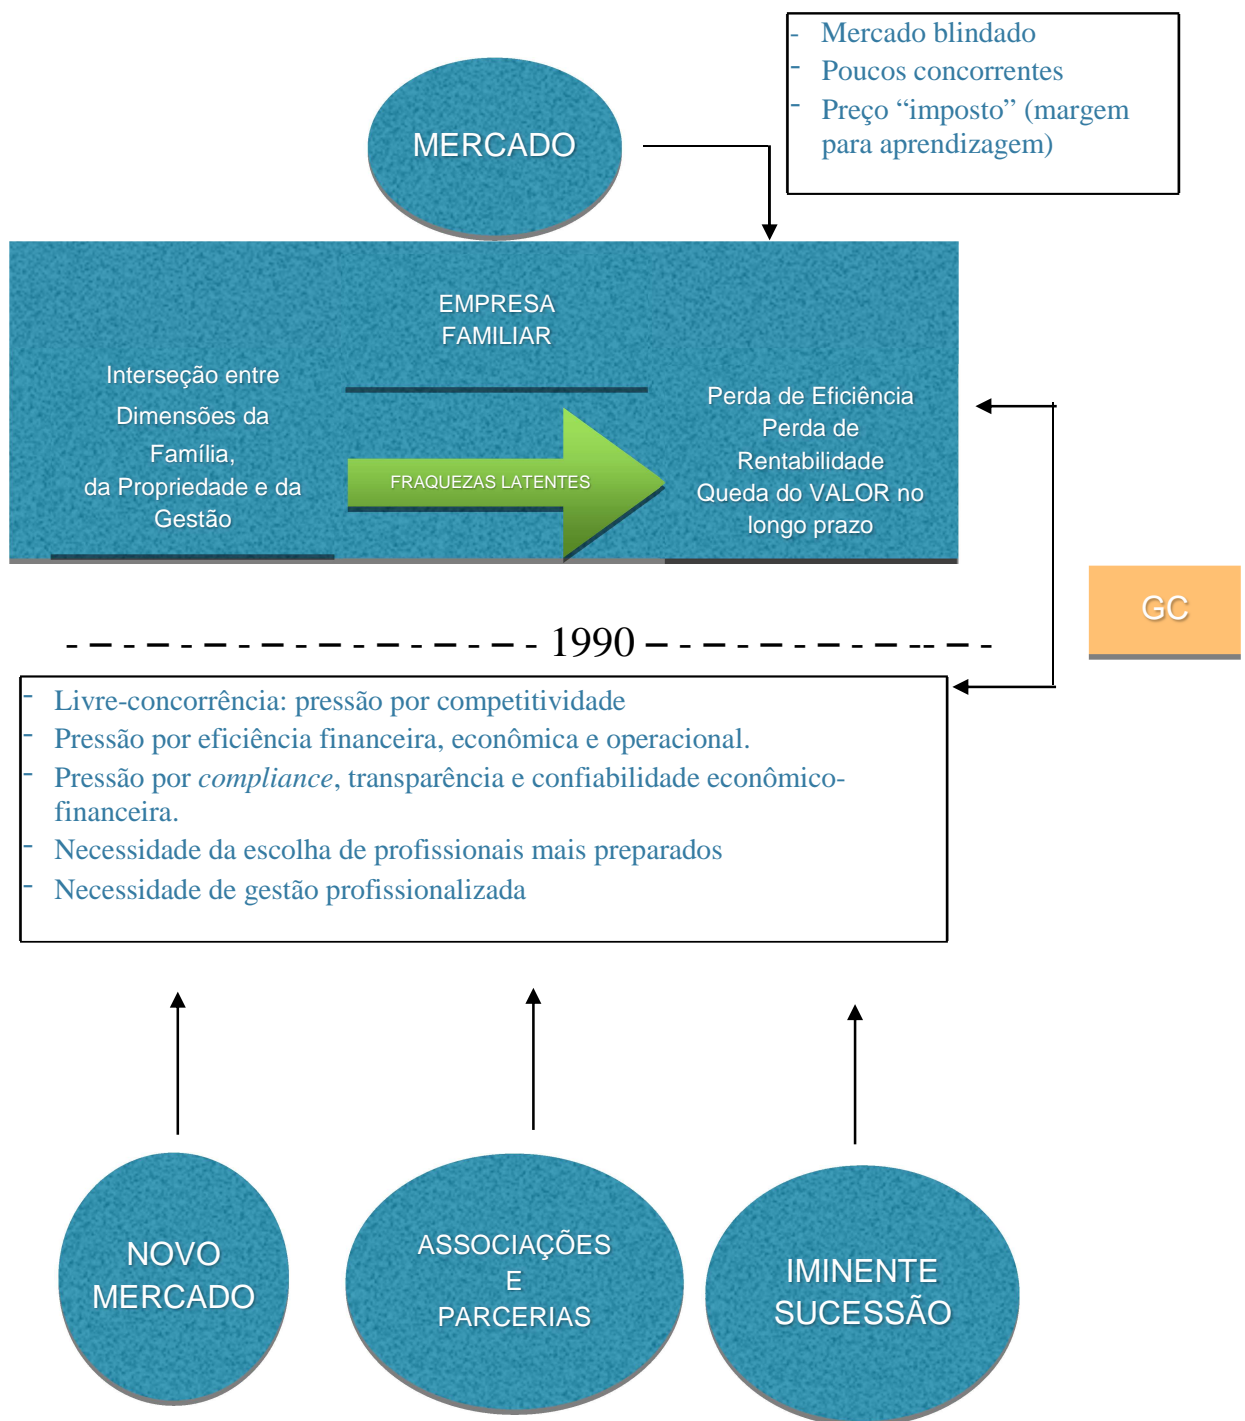 - Mercado blindado
- Poucos concorrentes
- Preço “imposto” (margem
para aprendizagem)
MERCADO
EMPRESA
FAMILIAR
Interseção entre
Dimensões da
Família,
da Propriedade e da
Gestão
FRAQUEZAS LATENTES
Perda de Eficiência
Perda de
Rentabilidade
Queda do VALOR no
longo prazo
GC
1990
- Livre-concorrência: pressão por competitividade
- Pressão por eficiência financeira, econômica e operacional.
- Pressão por compliance, transparência e confiabilidade econômico-
financeira.
- Necessidade da escolha de profissionais mais preparados
- Necessidade de gestão profissionalizada
NOVO
MERCADO
ASSOCIAÇÕES
E
PARCERIAS
IMINENTE
SUCESSÃO